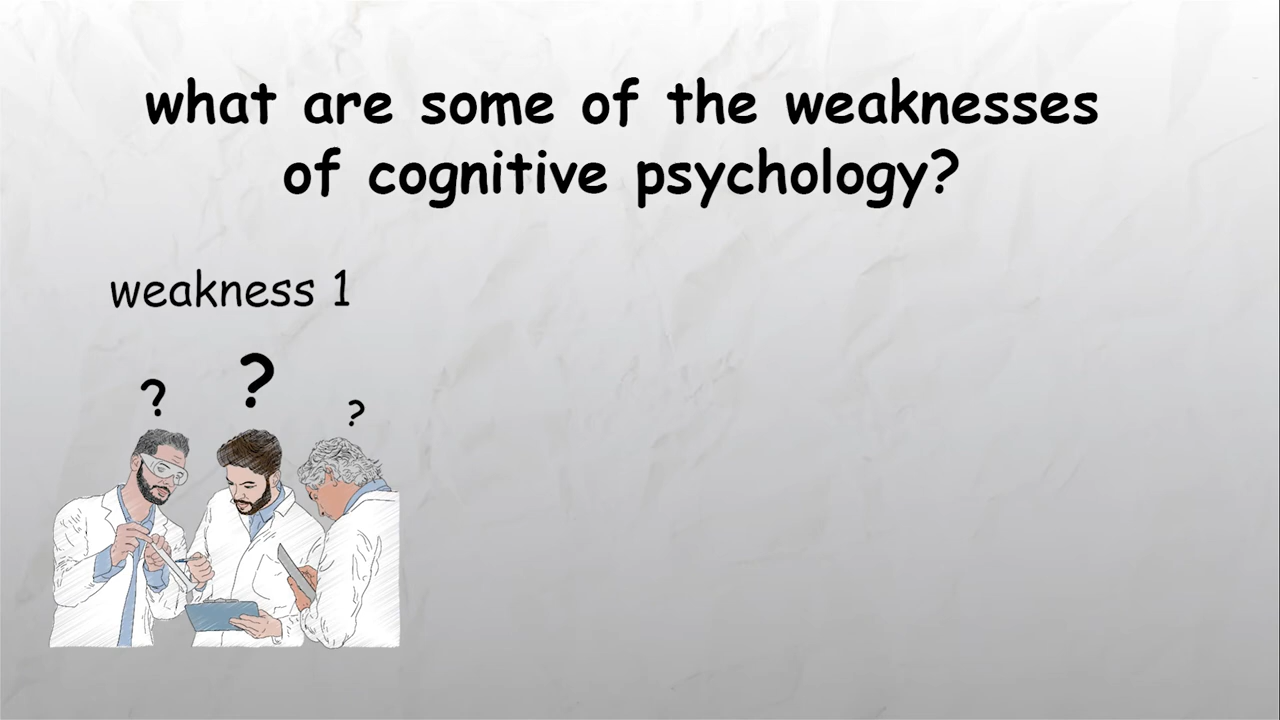 what are some of the weaknesses
of cognitive psychology?
weakness 1
? ? ?